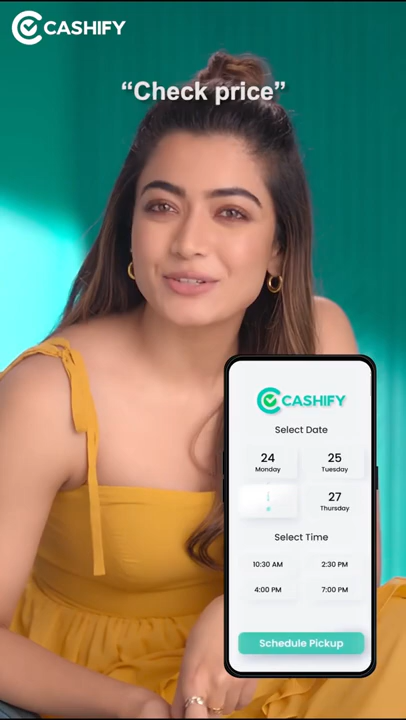 CASHIFY
“Check price”
CASHIFY
Select Date
24 25
Monday Tuesday
27
Thursday
Select Time
10:30 AM 2:30 PM
4:00 PM 7:00 PM
Schedule Pickup